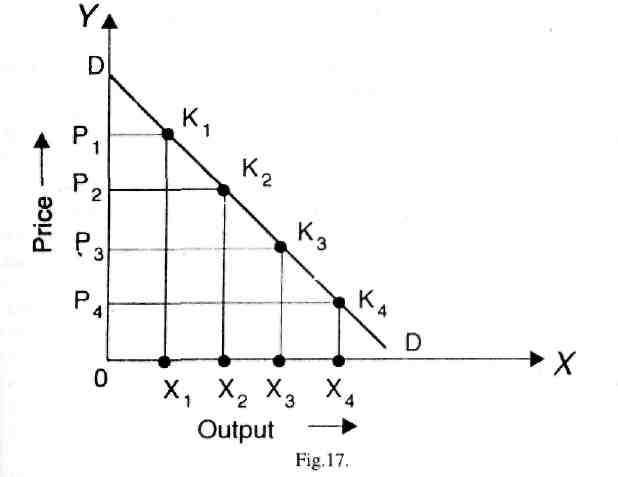 Y
D
K1
P1
K2
P2
Price
K3
P3
K4
P4
D
0
X
X1 X2 X3 X4
Output
Fig.17.